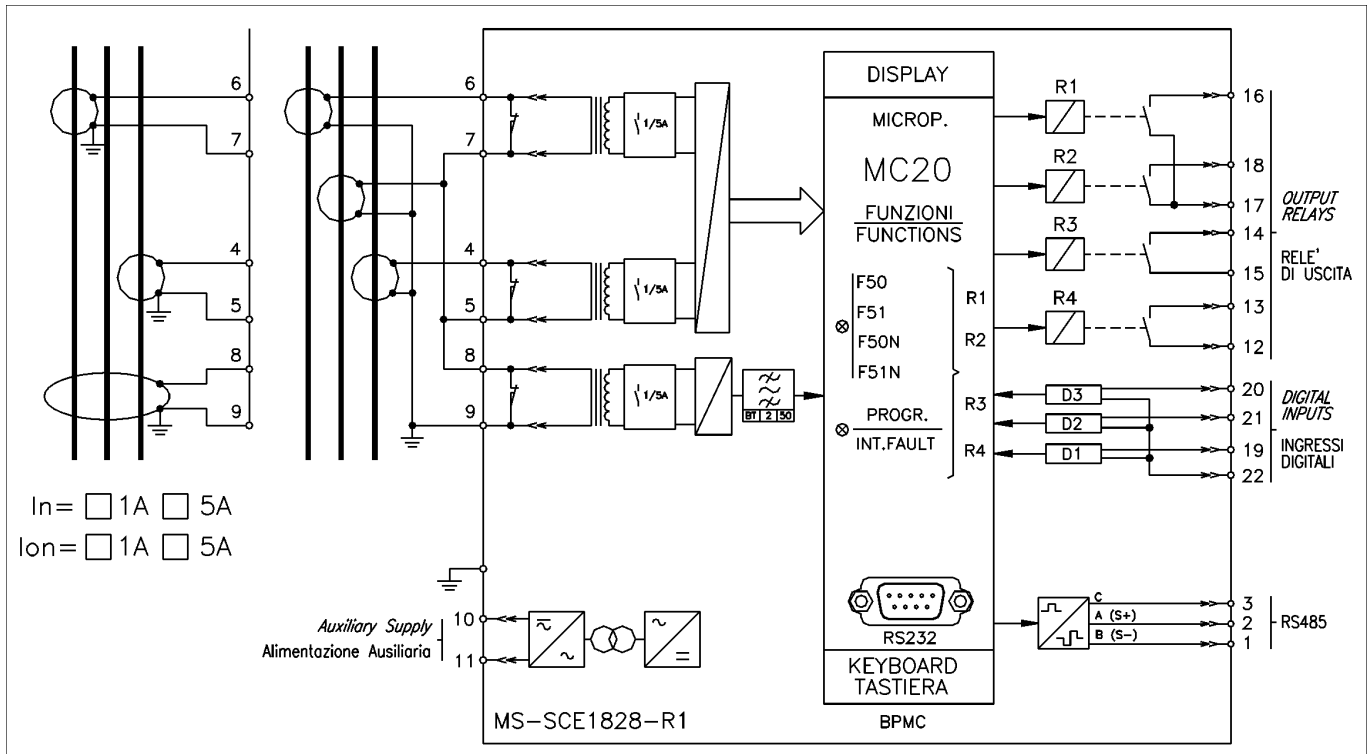 6
7
4
5
8
9
In= 1A 5A
Ion= 1A 5A
6
7
4
5
8
9
1/5A
1/5A
1/5A
BT 2 50
Auxiliary Supply
Alimentazione Ausiliaria
10
11
MS-SCE1828-R1
DISPLAY
MICROP.
MC20
FUNZIONI
FUNCTIONS
F50
F51
F50N
F51N
PROGR.
INT.FAULT
R1
R2
R3
R4
RS232
KEYBOARD
TASTIERA
BPMC
R1
R2
R3
R4
D3
D2
D1
C
A (S+)
B (S-)
16
18
17
14
15
13
12
20
21
19
22
3
2
1
OUTPUT
RELAYS
RELE'
DI USCITA
DIGITAL
INPUTS
INGRESSI
DIGITALI
RS485